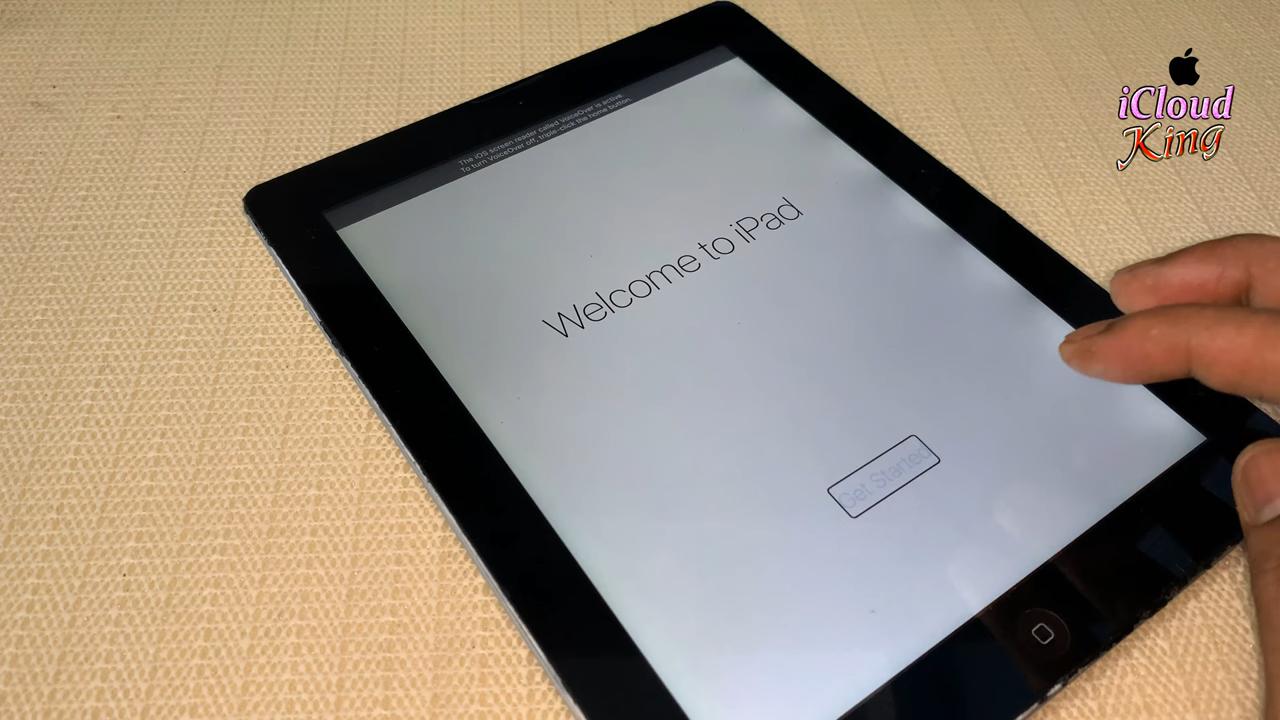 The iOS screen reader called VoiceOver is active
To turn VoiceOver off, triple-click the home button.
Welcome to iPad
Get Started
iCloud
King